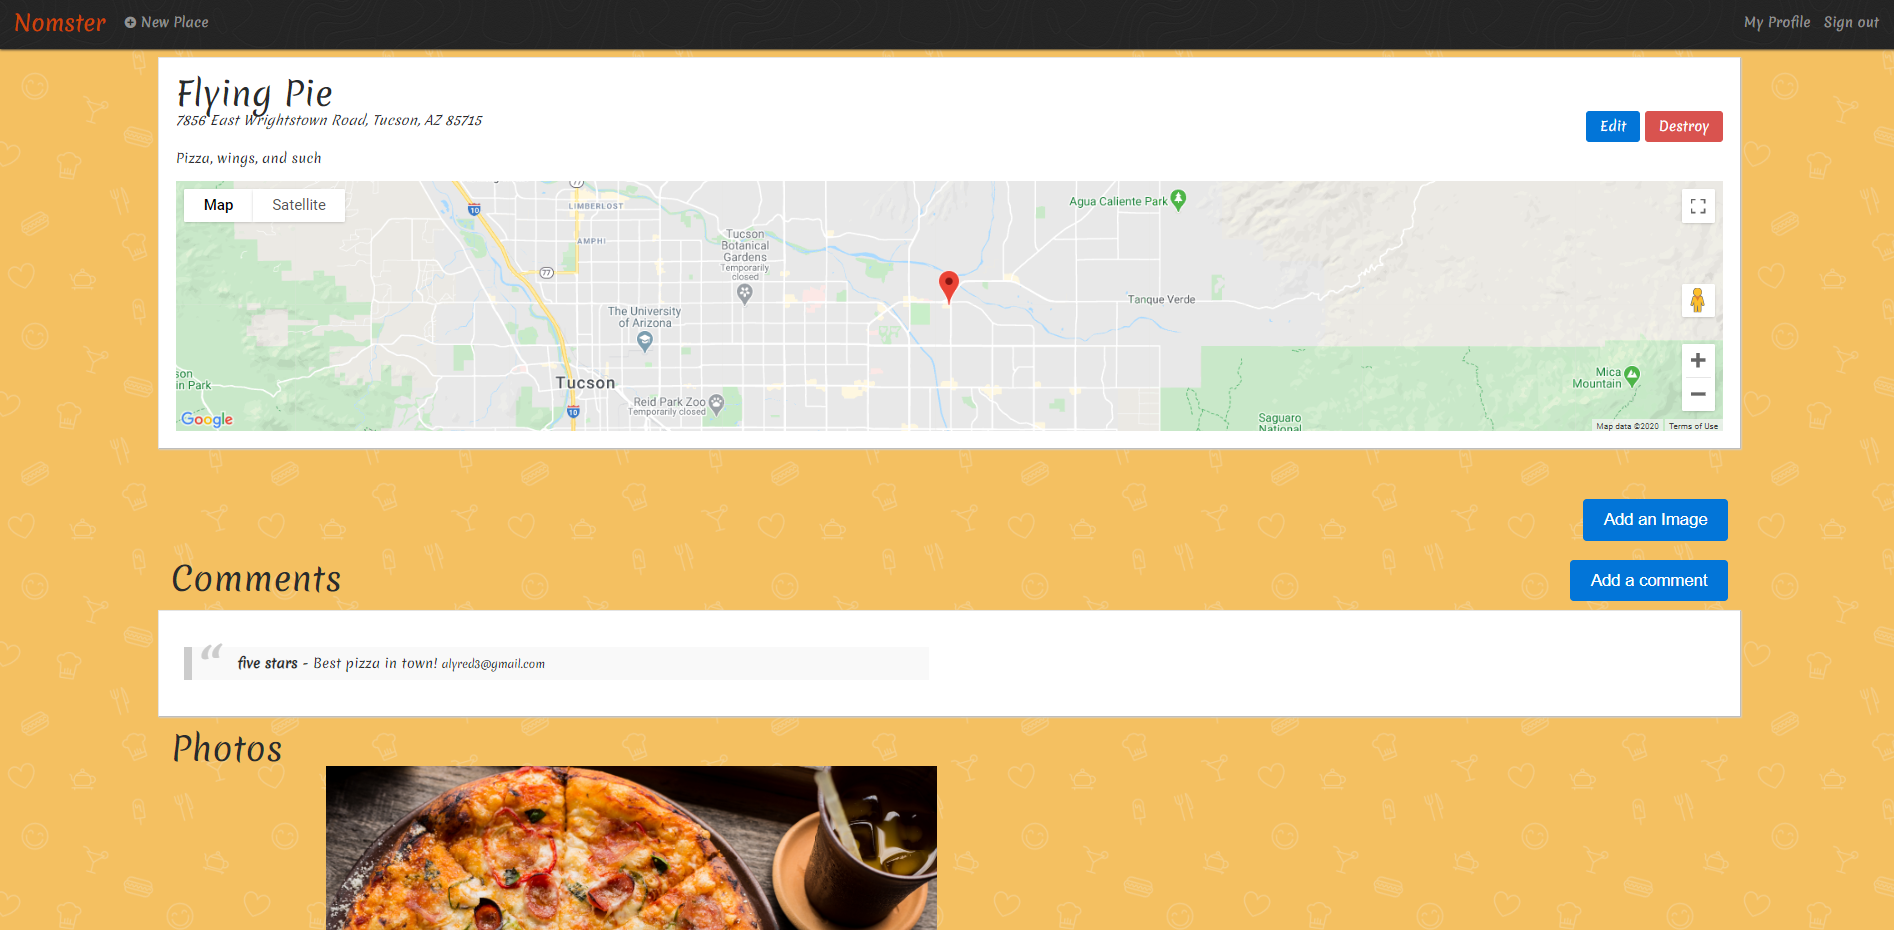 Nomster New Place My Profile Sign out
Flying Pie
7856 East Wrightstown Road, Tucson, AZ 85715
Edit Destroy
Pizza, wings, and such
Map Satellite
77
10
LIMBERLOST
Agua Caliente Park
AMPHI
Tucson
Botanical
Gardens
Temporarily
closed
77
Tanque Verde
The University
of Arizona
son
in Park
Tucson
Mica
Mountain
Reid Park Zoo
Temporarily closed
10
Saguaro
National
Google
Map data ©2020 Terms of Use
Add an Image
Comments
Add a comment
“ five stars - Best pizza in town! alyred3@gmail.com
Photos